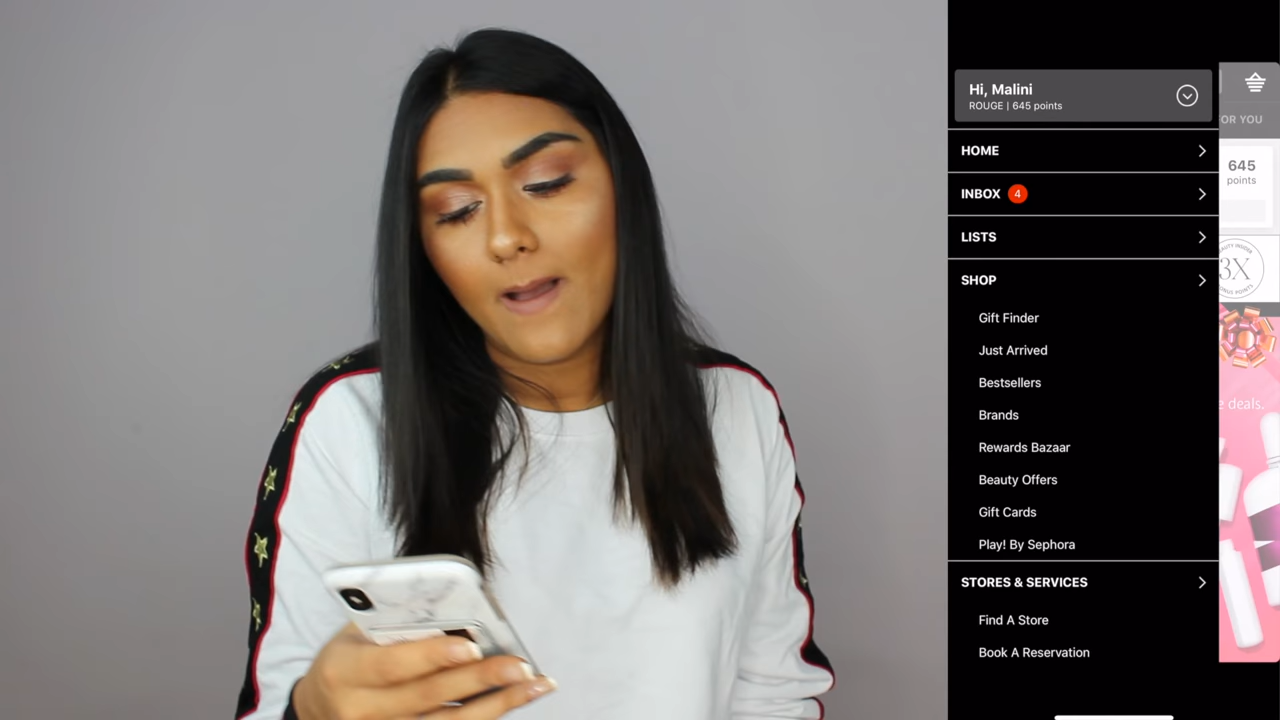 Hi, Malini
ROUGE | 645 points
HOME
INBOX 4
LISTS
SHOP
Gift Finder
Just Arrived
Bestsellers
Brands
Rewards Bazaar
Beauty Offers
Gift Cards
Play! By Sephora
STORES & SERVICES
Find A Store
Book A Reservation
OR YOU
645
points
3X
e deals.